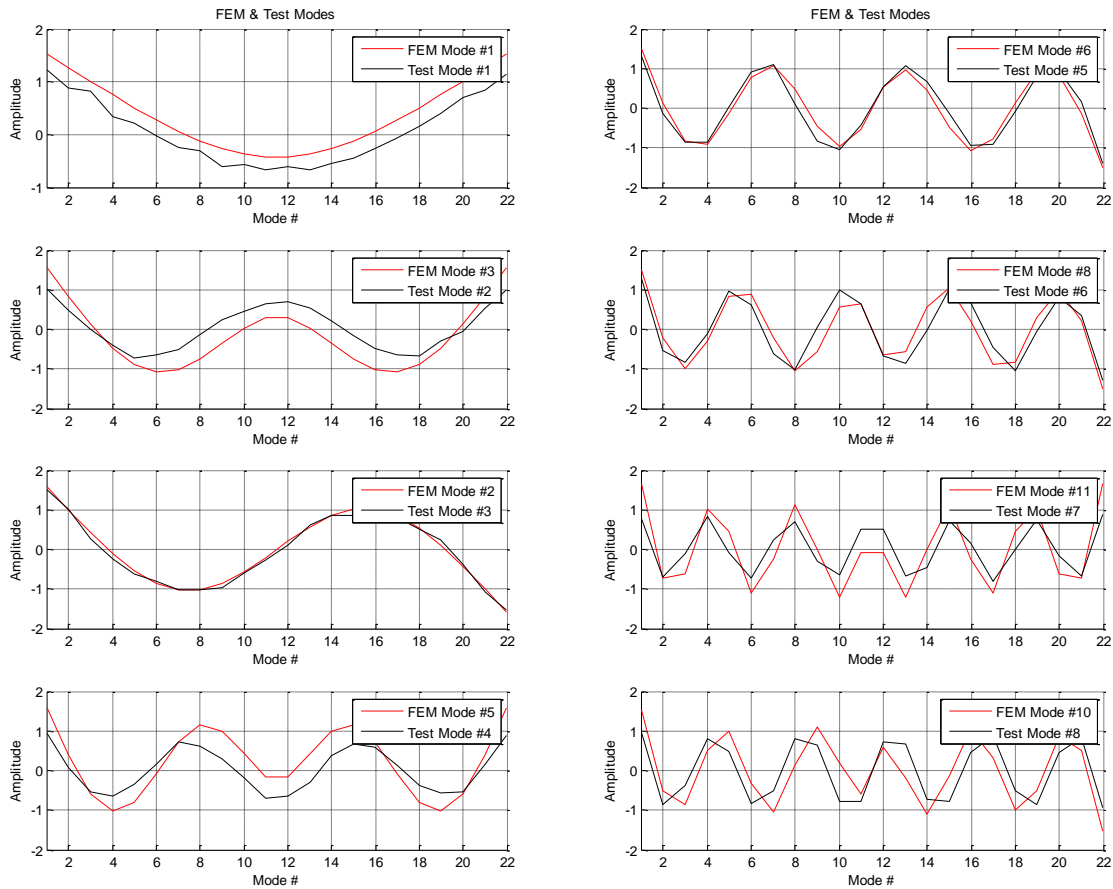 FEM & Test Modes
2
1
0
-1
Amplitude
FEM Mode #1
Test Mode #1
2 4 6 8 10 12 14 16 18 20 22
Mode #
2
1
0
-1
-2
Amplitude
FEM Mode #3
Test Mode #2
2 4 6 8 10 12 14 16 18 20 22
Mode #
2
1
0
-1
-2
Amplitude
FEM Mode #2
Test Mode #3
2 4 6 8 10 12 14 16 18 20 22
Mode #
2
1
0
-1
-2
Amplitude
FEM Mode #5
Test Mode #4
2 4 6 8 10 12 14 16 18 20 22
Mode #
FEM & Test Modes
2
1
0
-1
-2
Amplitude
FEM Mode #6
Test Mode #5
2 4 6 8 10 12 14 16 18 20 22
Mode #
2
1
0
-1
-2
Amplitude
FEM Mode #8
Test Mode #6
2 4 6 8 10 12 14 16 18 20 22
Mode #
2
1
0
-1
-2
Amplitude
FEM Mode #11
Test Mode #7
2 4 6 8 10 12 14 16 18 20 22
Mode #
2
1
0
-1
-2
Amplitude
FEM Mode #10
Test Mode #8
2 4 6 8 10 12 14 16 18 20 22
Mode #